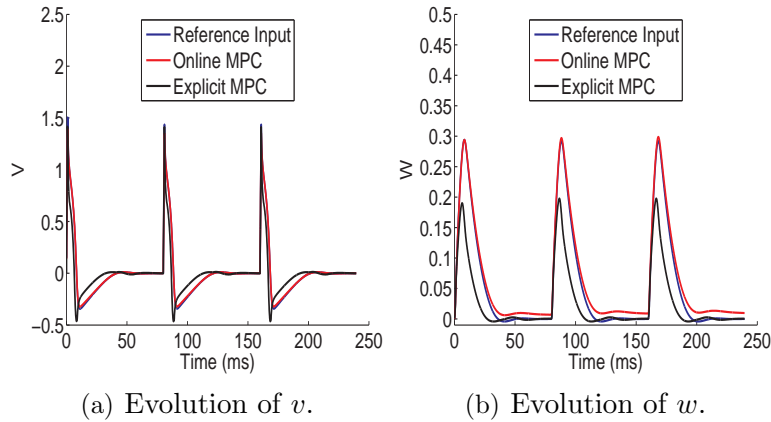 2.5
2
1.5
1
0.5
0
−0.5
v
Reference Input
Online MPC
Explicit MPC
0 50 100 150 200 250
Time (ms)
(a) Evolution of v.
0.5
0.45
0.4
0.35
0.3
0.25
0.2
0.15
0.1
0.05
0
w
Reference Input
Online MPC
Explicit MPC
0 50 100 150 200 250
Time (ms)
(b) Evolution of w.